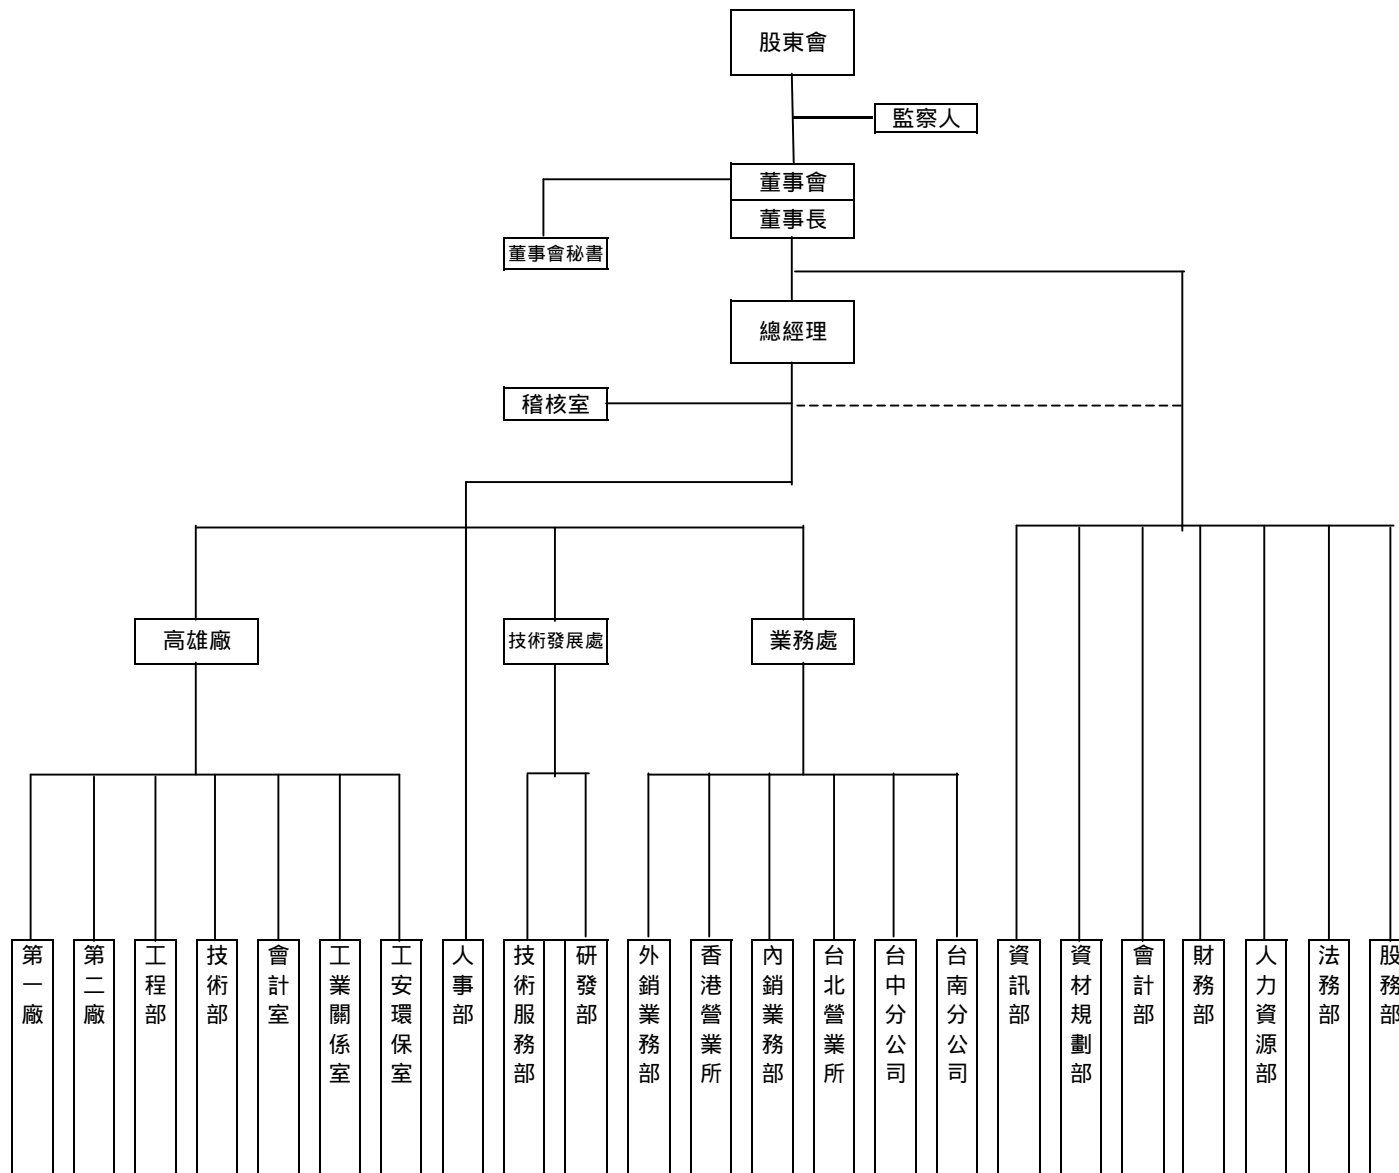 股東會
監察人
董事會
董事長
董事會秘書
總經理
稽核室
高雄廠
技術發展處
業務處
第一廠
第二廠
工程部
技術部
會計室
工業關係室
工安環保室
人事部
技術服務部
研發部
外銷業務部
香港營業所
內銷業務部
台北營業所
台中分公司
台南分公司
資訊部
資材規劃部
會計部
財務部
人力資源部
法務部
股務部